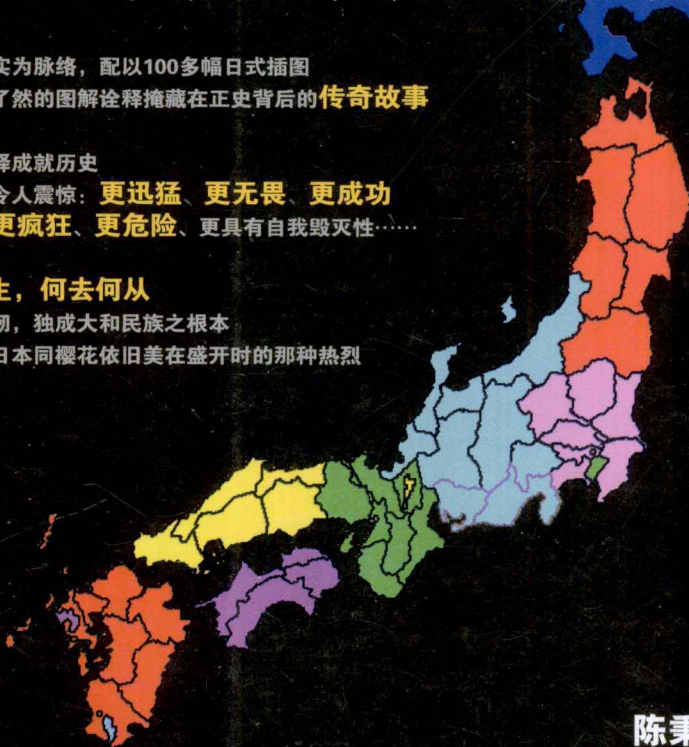 实为脉络，配以100多幅日式插图
了然的图解诠释掩藏在正史背后的传奇故事
择成就历史
令人震惊：更迅猛、更无畏、更成功
更疯狂、更危险、更具有自我毁灭性……
生，何去何从
韧，独成大和民族之根本
日本同樱花依旧美在盛开时的那种热烈
陈秉